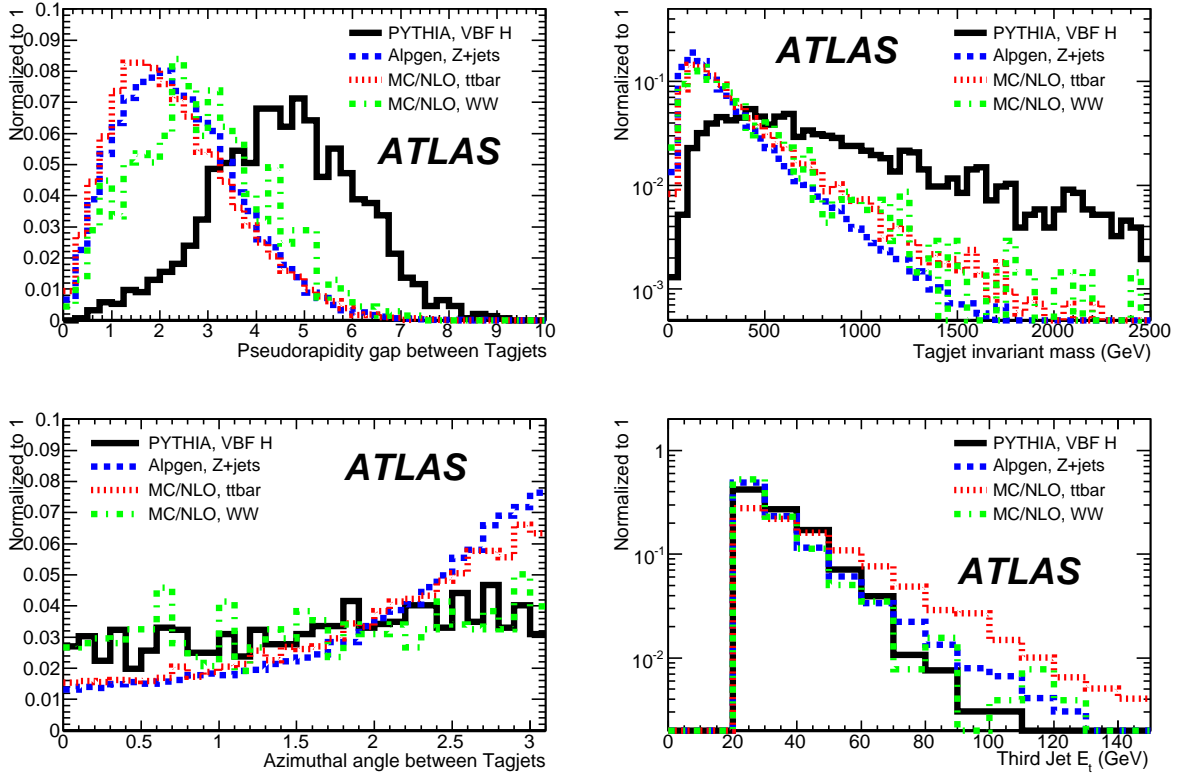 Normalized to 1
0.1
0.09
0.08
0.07
0.06
0.05
0.04
0.03
0.02
0.01
0
PYTHIA, VBF H
Alpgen, Z+jets
MC/NLO, ttbar
MC/NLO, WW
ATLAS
0 1 2 3 4 5 6 7 8 9 10
Pseudorapidity gap between Tagjets
Normalized to 1
10^-1
10^-2
10^-3
PYTHIA, VBF H
Alpgen, Z+jets
MC/NLO, ttbar
MC/NLO, WW
ATLAS
0 500 1000 1500 2000 2500
Tagjet invariant mass (GeV)
Normalized to 1
0.1
0.09
0.08
0.07
0.06
0.05
0.04
0.03
0.02
0.01
0
PYTHIA, VBF H
Alpgen, Z+jets
MC/NLO, ttbar
MC/NLO, WW
ATLAS
0 0.5 1 1.5 2 2.5 3
Azimuthal angle between Tagjets
Normalized to 1
1
10^-1
10^-2
PYTHIA, VBF H
Alpgen, Z+jets
MC/NLO, ttbar
MC/NLO, WW
ATLAS
0 20 40 60 80 100 120 140
Third Jet E_t (GeV)